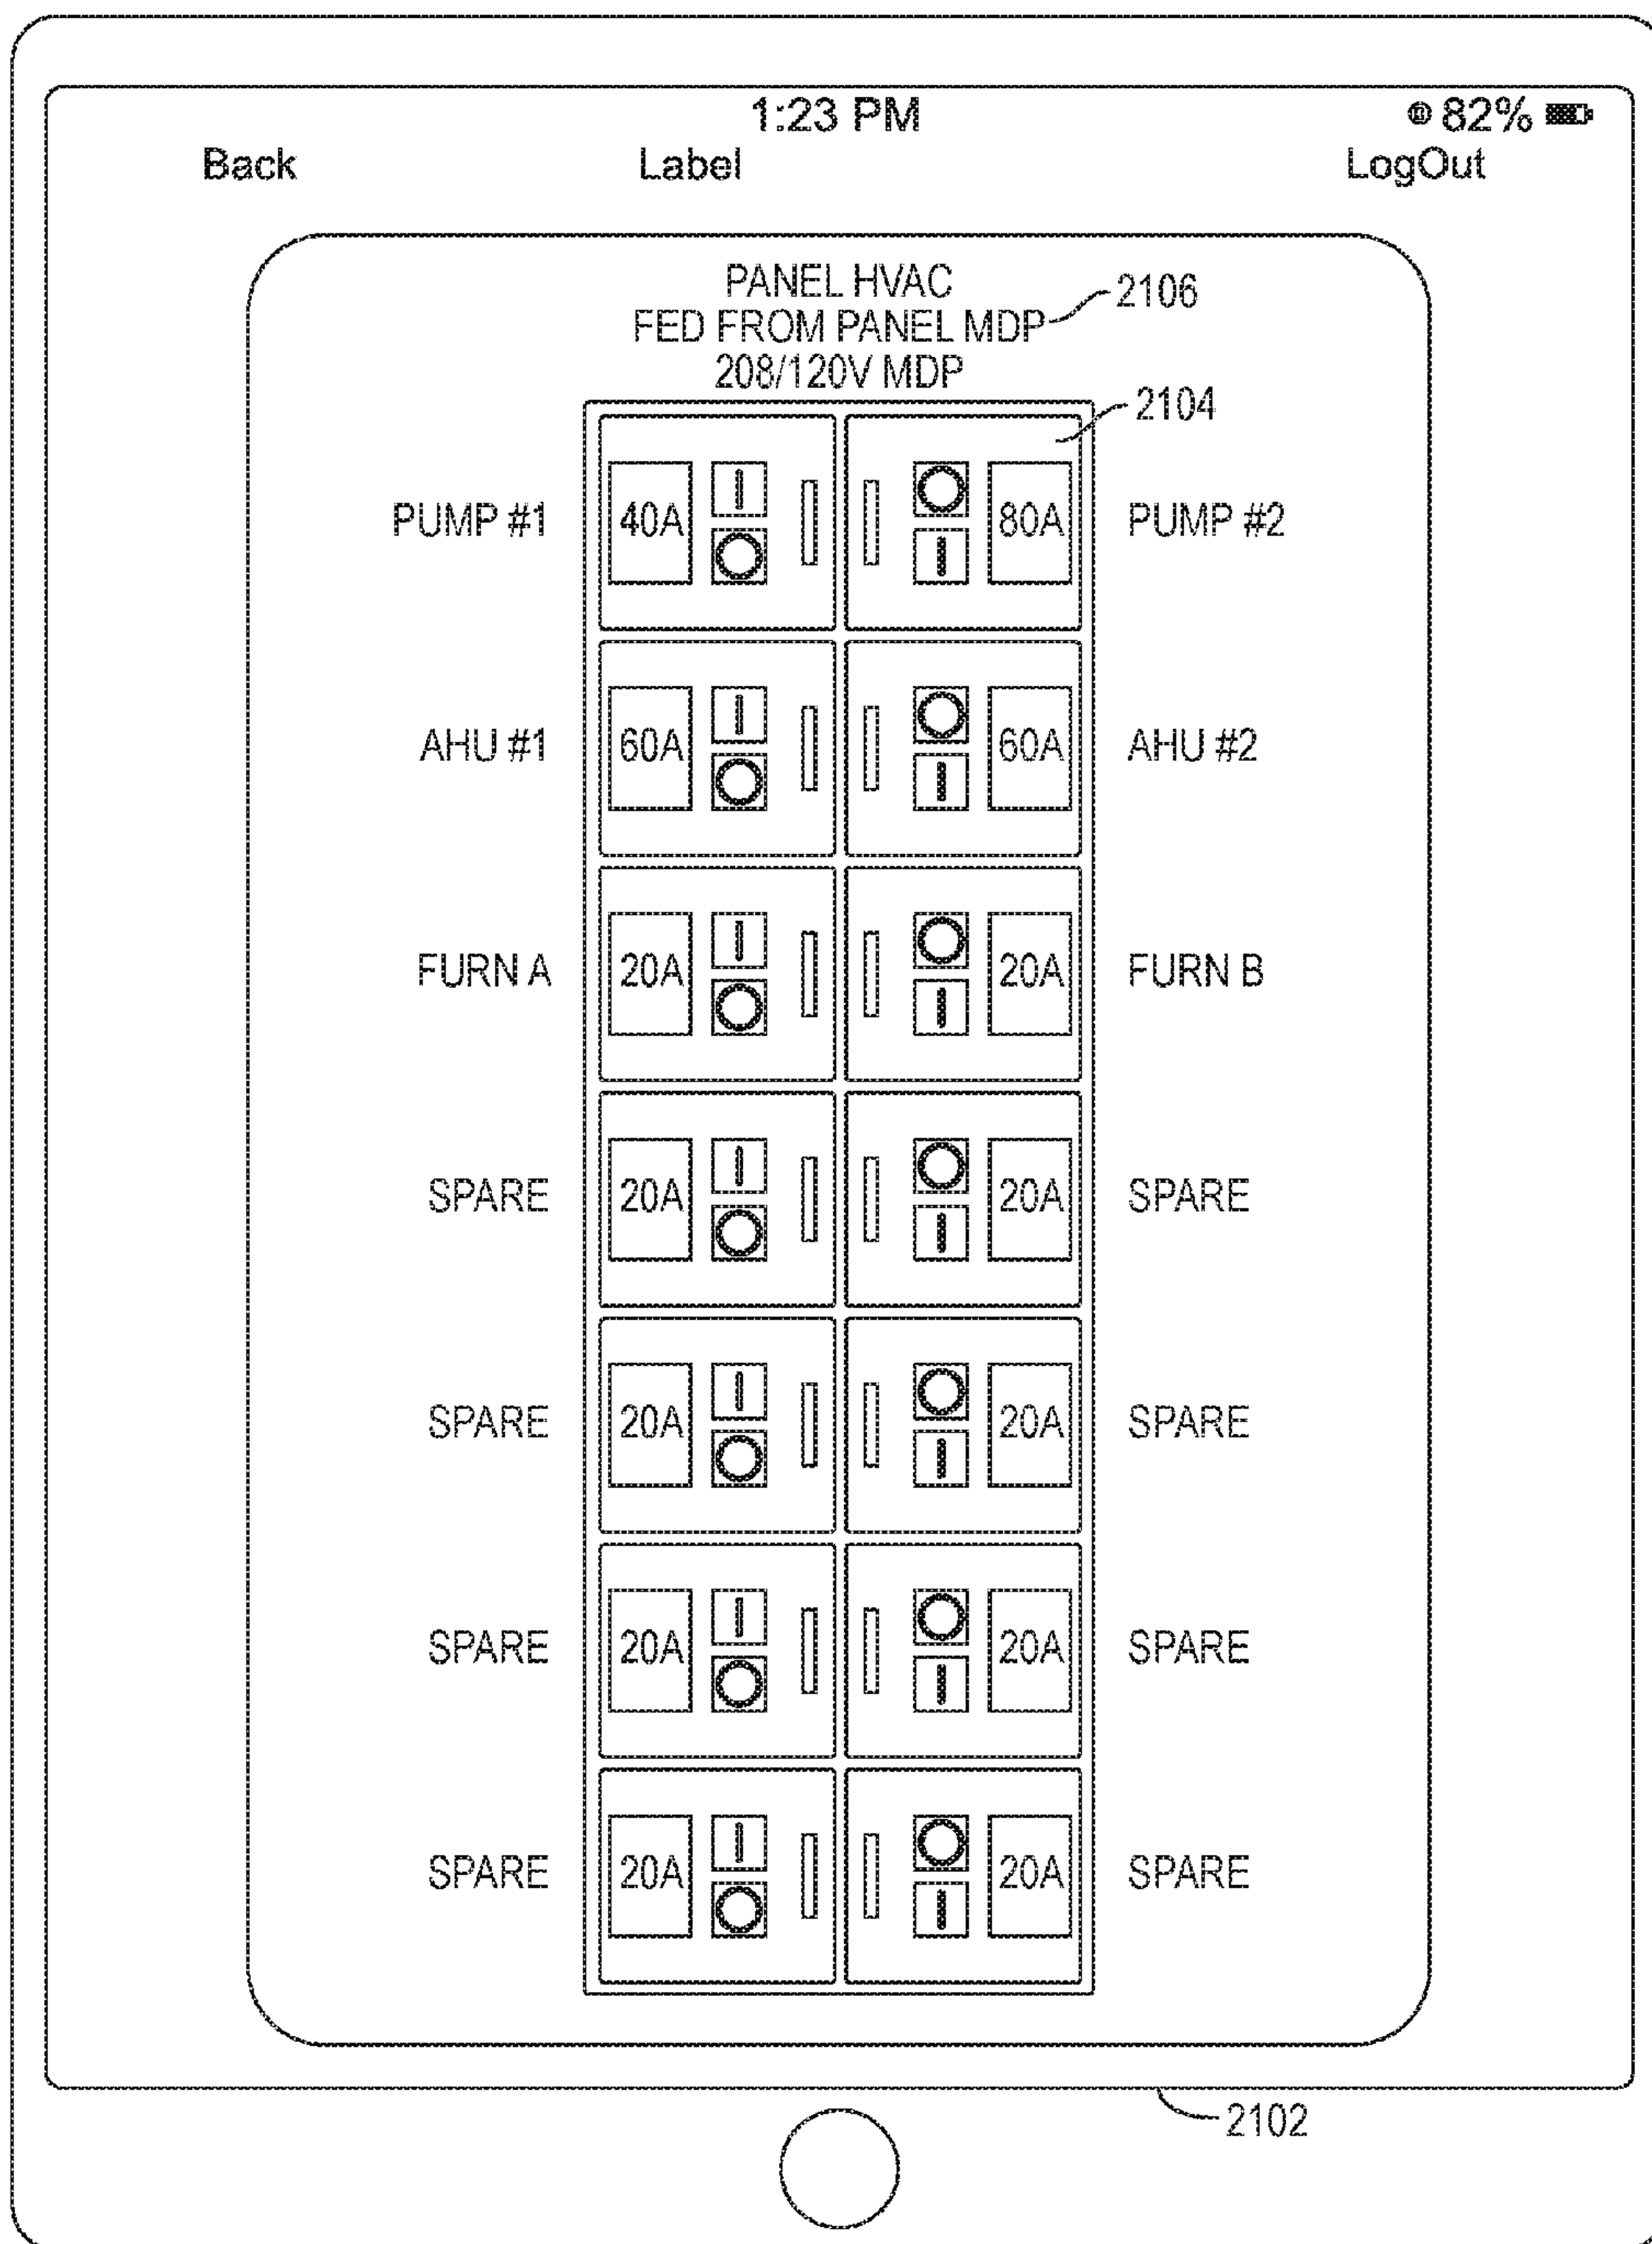 1:23 PM 82%
Back Label LogOut
PANEL HVAC
2106
FED FROM PANEL MDP
208/120V MDP
2104
PUMP #1 40A 80A PUMP #2
AHU #1 60A 60A AHU #2
FURN A 20A 20A FURN B
SPARE 20A 20A SPARE
SPARE 20A 20A SPARE
SPARE 20A 20A SPARE
SPARE 20A 20A SPARE
2102